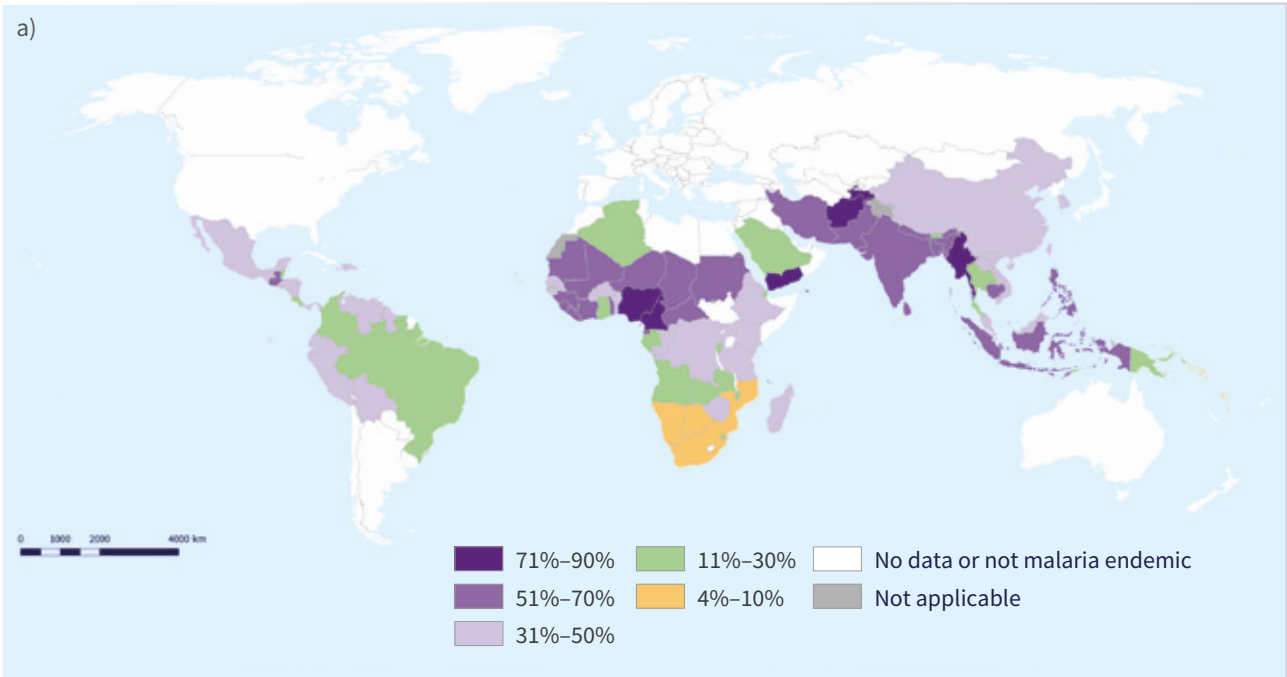 a)
0 1000 2000 4000 km
71%–90% 11%–30% No data or not malaria endemic
51%–70% 4%–10% Not applicable
31%–50%